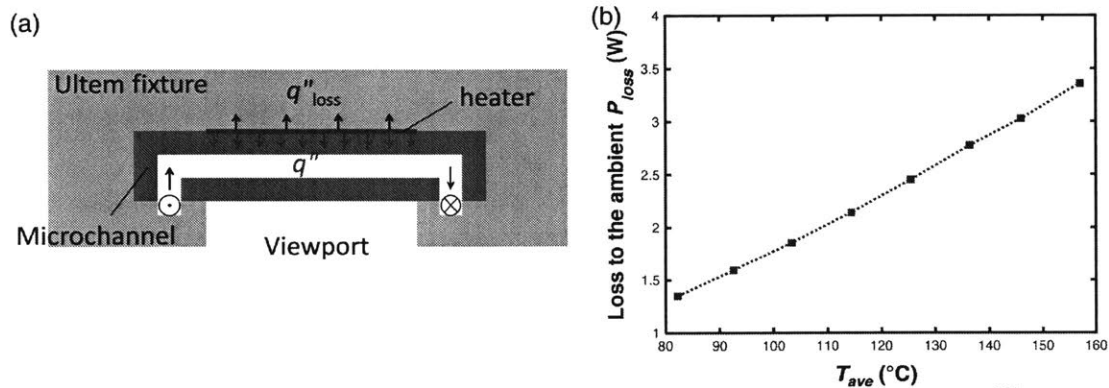 (a)
Ultem fixture
q"loss
heater
q"
Microchannel
Viewport
(b)
Loss to the ambient Ploss (W)
4
3.5
3
2.5
2
1.5
1
80 90 100 110 120 130 140 150 160
Tave (°C)